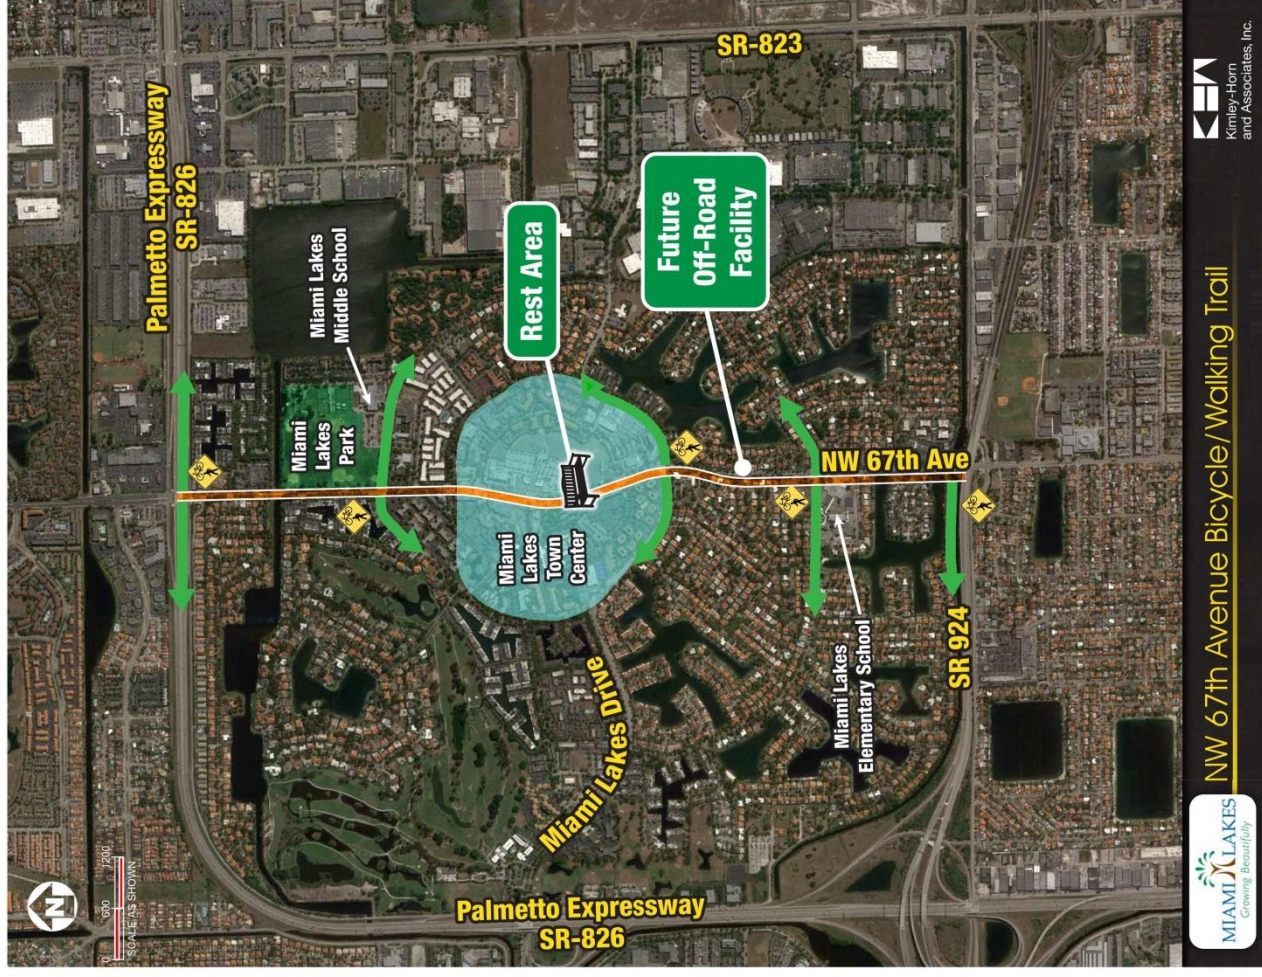 N
0 600 1200
SCALE AS SHOWN
Palmetto Expressway
SR-826
SR-823
Miami Lakes
Middle School
Miami
Lakes
Park
Rest Area
Future
Off-Road
Facility
Miami
Lakes
Town
Center
NW 67th Ave
Miami Lakes Drive
Miami Lakes
Elementary School
SR 924
Palmetto Expressway
SR-826
MIAMI LAKES
Growing Beautifully
NW 67th Avenue Bicycle/Walking Trail
Kimley-Horn
and Associates, Inc.